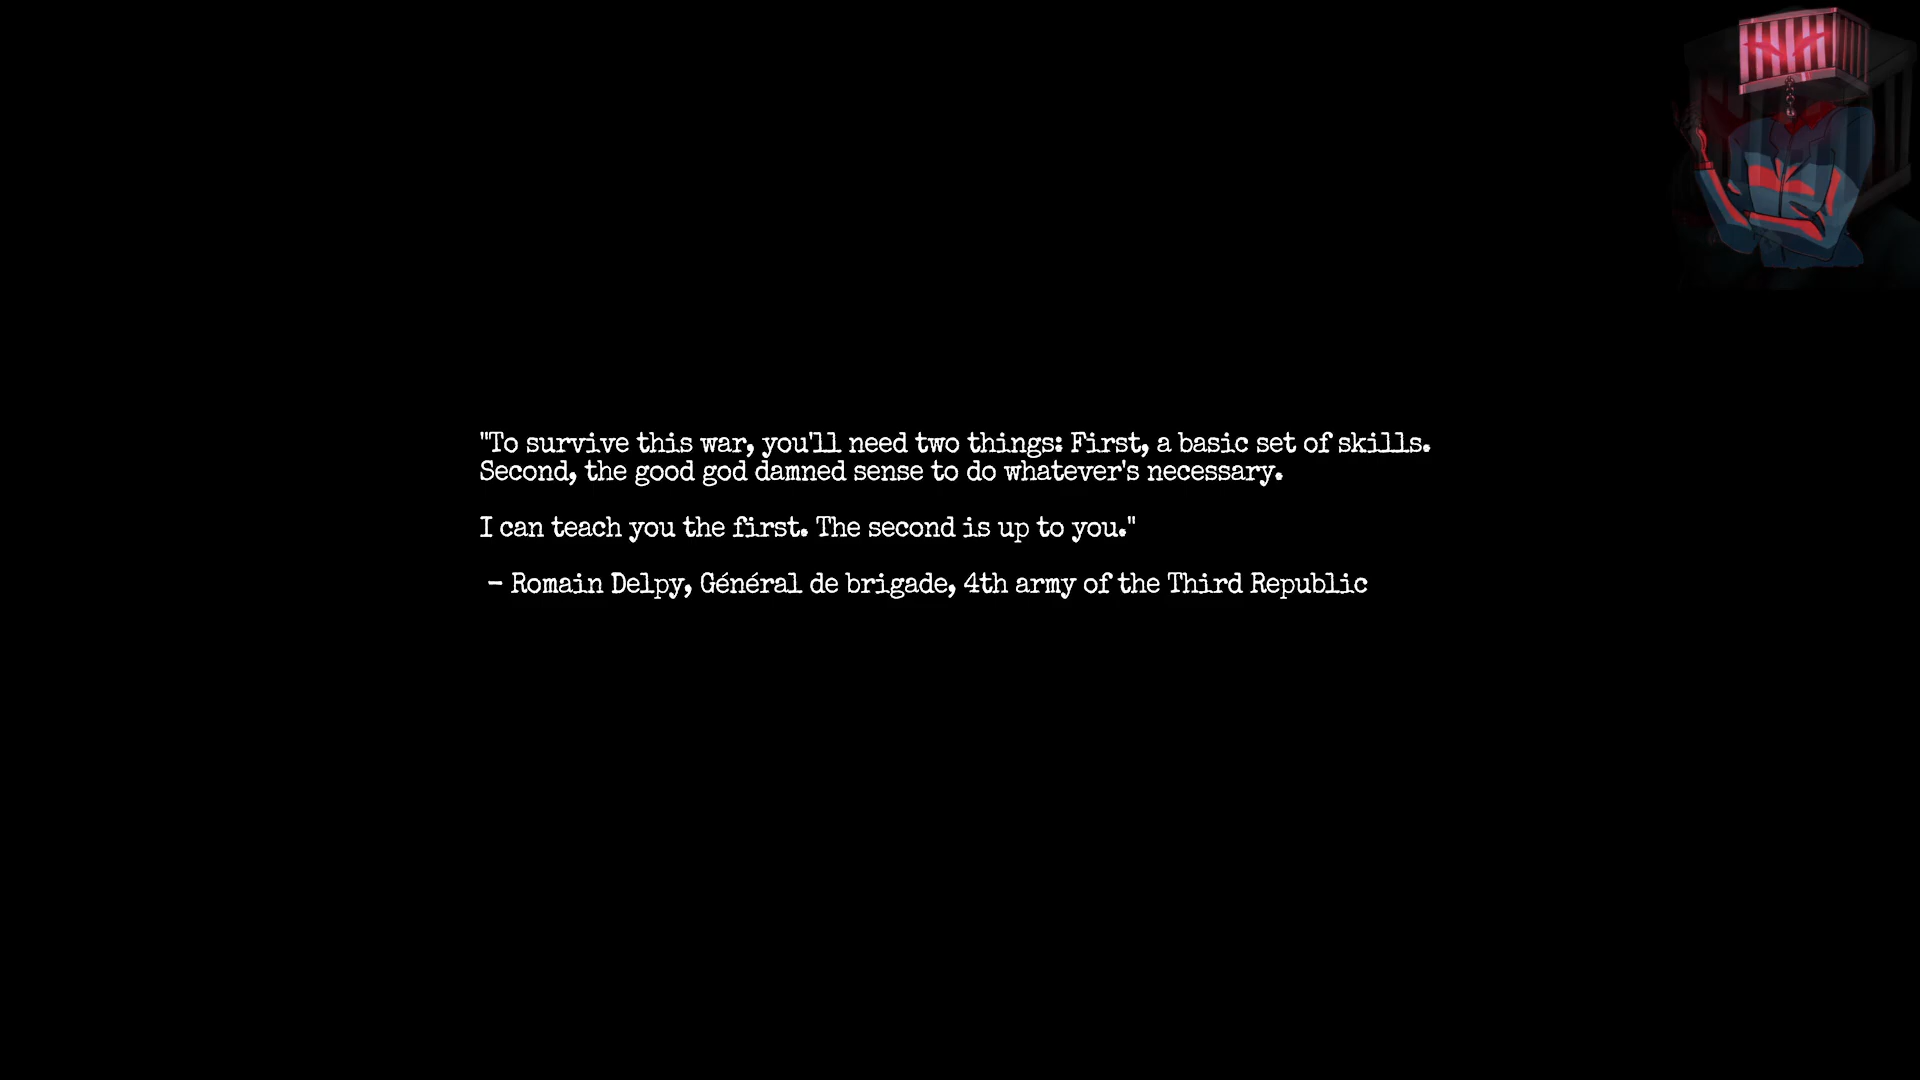 "To survive this war, you'll need two things: First, a basic set of skills.
Second, the good god damned sense to do whatever's necessary.
I can teach you the first. The second is up to you."
- Romain Delpy, Général de brigade, 4th army of the Third Republic